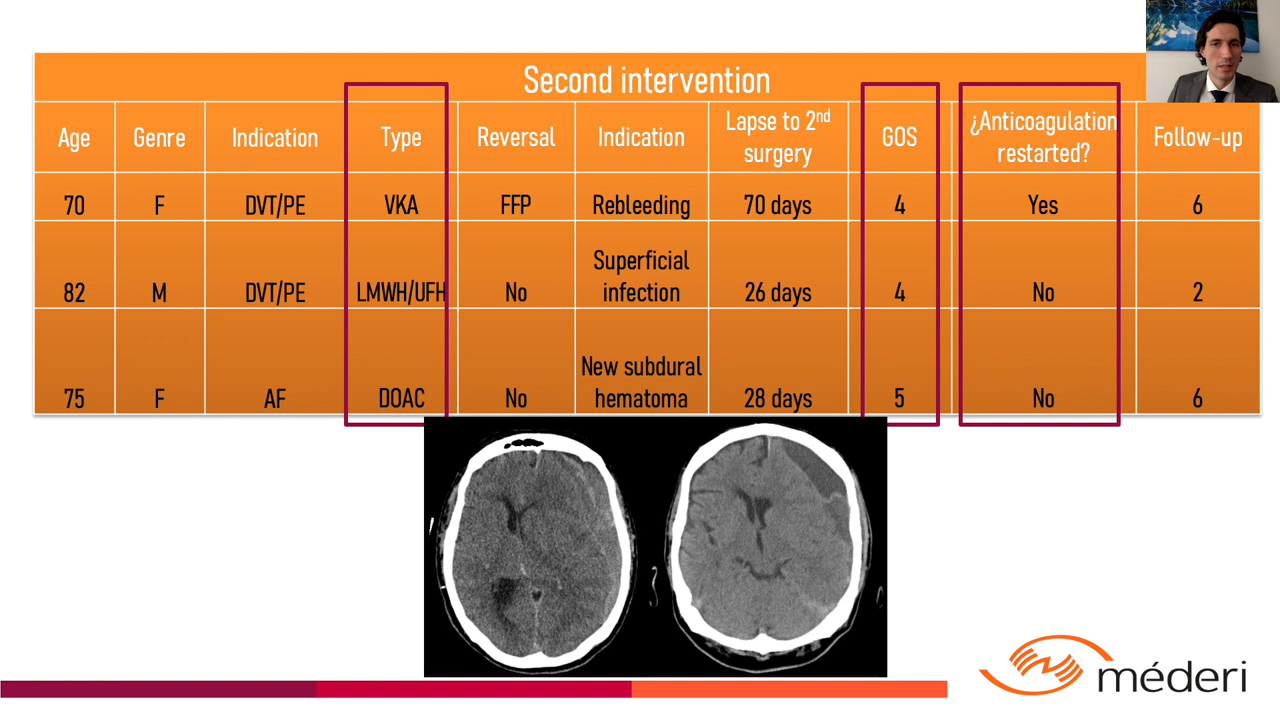 Second intervention
Age Genre Indication Type Reversal Indication Lapse to 2nd surgery GOS ¿Anticoagulation restarted? Follow-up
70 F DVT/PE VKA FFP Rebleeding 70 days 4 Yes 6
82 M DVT/PE LMWH/UFH No Superficial infection 26 days 4 No 2
75 F AF DOAC No New subdural hematoma 28 days 5 No 6
méderi